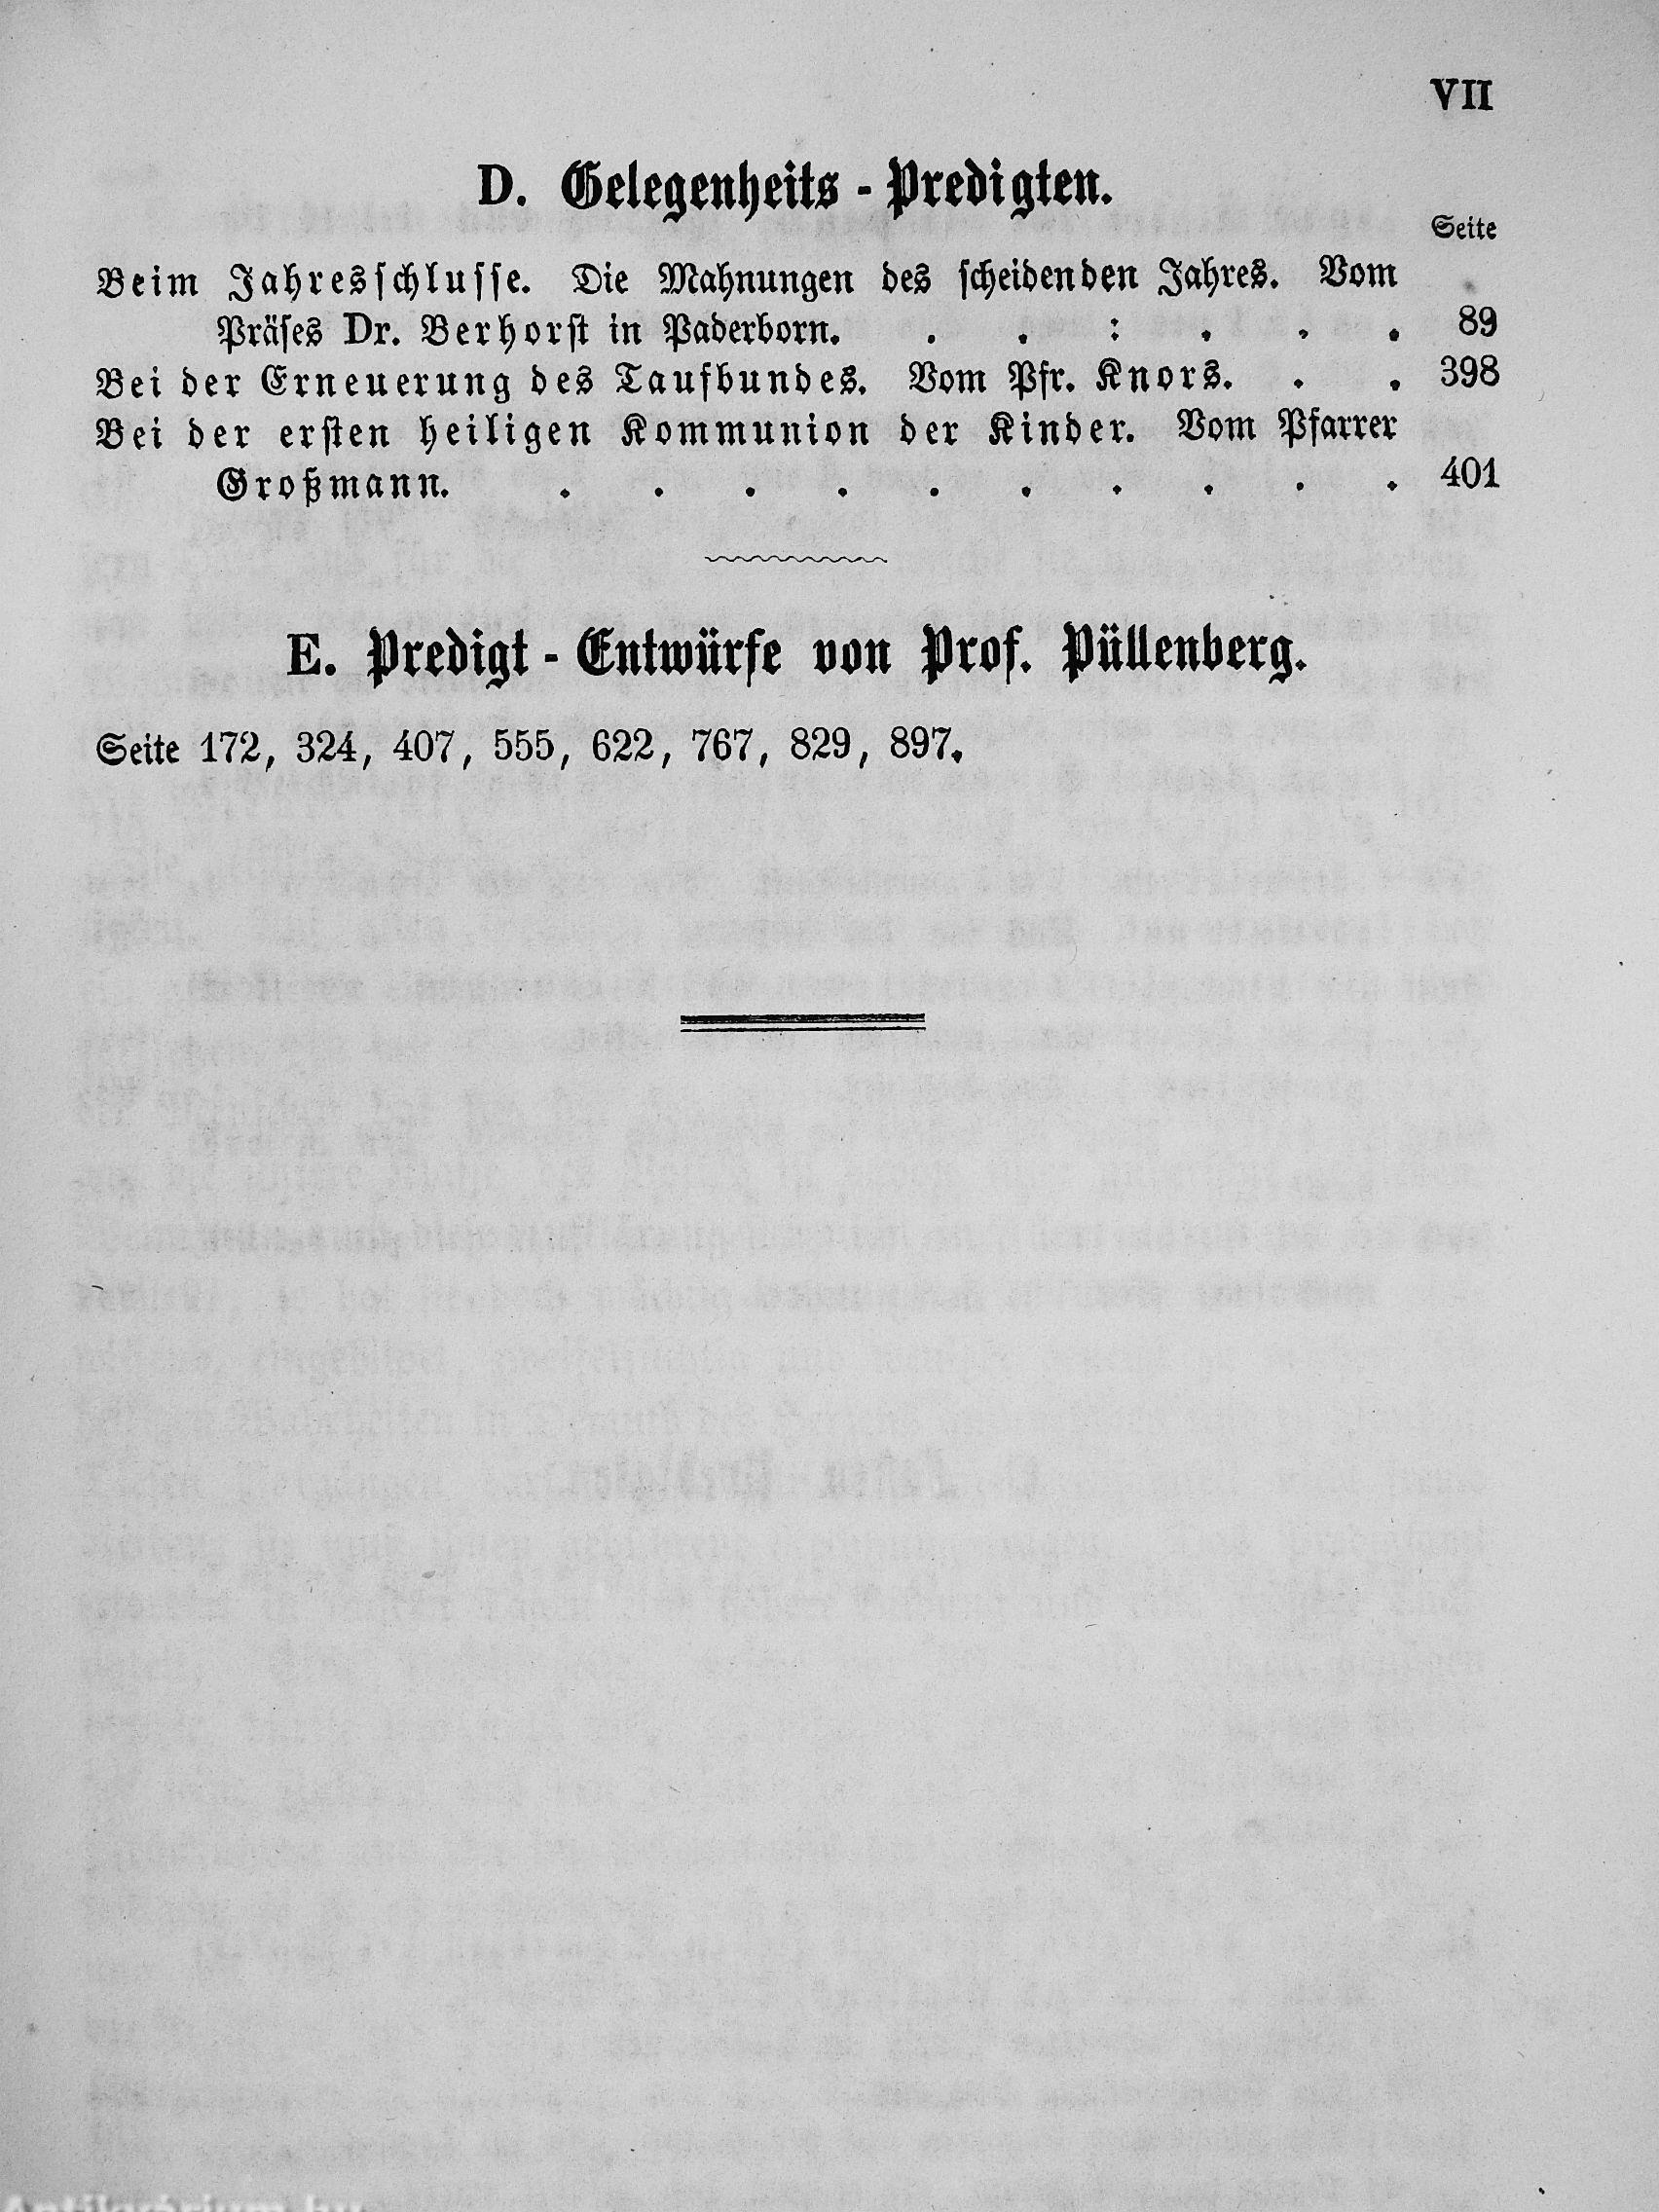 VII
D. Gelegenheits-Predigten.
Seite
Beim Jahresschlusse. Die Mahnungen des scheidenden Jahres. Vom
Präses Dr. Berhorst in Paderborn. . . : . . . 89
Bei der Erneuerung des Taufbundes. Vom Pfr. Knors. . . 398
Bei der ersten heiligen Kommunion der Kinder. Vom Pfarrer
Großmann. . . . . . . . . . . 401
E. Predigt-Entwürfe von Prof. Püllenberg.
Seite 172, 324, 407, 555, 622, 767, 829, 897.